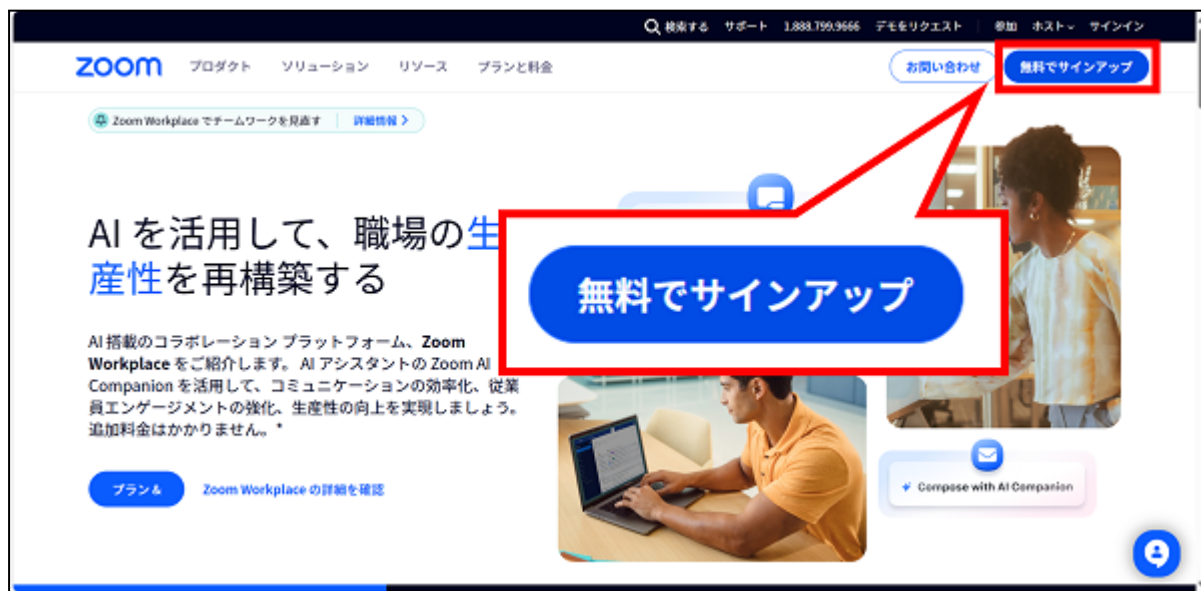 検索する サポート 1.888.799.9666 デモをリクエスト 参加 ホスト サインイン
zoom プロダクト ソリューション リソース プランと料金 お問い合わせ 無料でサインアップ
Zoom Workplace でチームワークを見直す 詳細情報
AI を活用して、職場の生
産性を再構築する
無料でサインアップ
AI 搭載のコラボレーション プラットフォーム、Zoom
Workplace をご紹介します。 AI アシスタントの Zoom AI
Companion を活用して、コミュニケーションの効率化、従業
員エンゲージメントの強化、生産性の向上を実現しましょう。
追加料金はかかりません。*
プラン & Zoom Workplace の詳細を確認
Compose with AI Companion